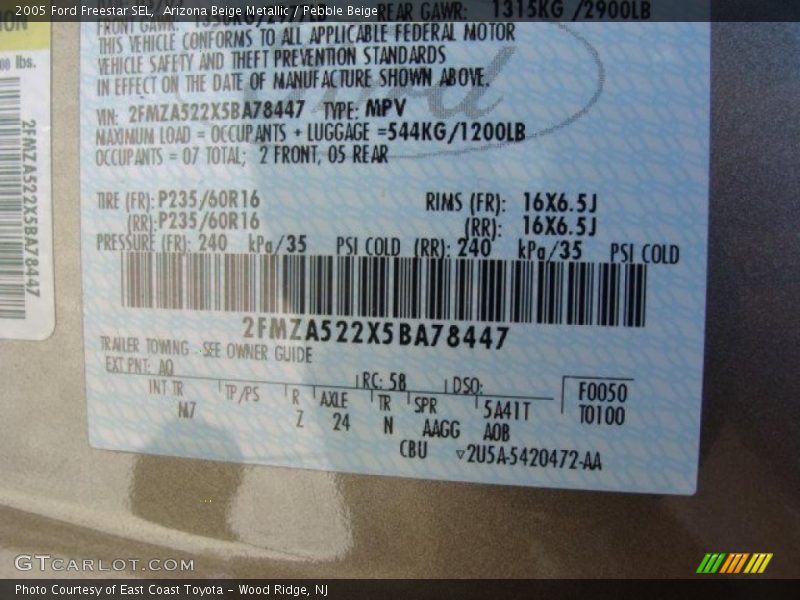 2005 Ford Freestar SEL, Arizona Beige Metallic / Pebble Beige
REAR GAWR: 1315KG /2900LB
THIS VEHICLE CONFORMS TO ALL APPLICABLE FEDERAL MOTOR
VEHICLE SAFETY AND THEFT PREVENTION STANDARDS
IN EFFECT ON THE DATE OF MANUFACTURE SHOWN ABOVE.
VIN: 2FMZA522X5BA78447 TYPE: MPV
MAXIMUM LOAD = OCCUPANTS + LUGGAGE =544KG/1200LB
OCCUPANTS = 07 TOTAL; 2 FRONT, 05 REAR
TIRE (FR): P235/60R16 RIMS (FR): 16X6.5J
(RR): P235/60R16 (RR): 16X6.5J
PRESSURE (FR): 240 kPa/35 PSI COLD (RR): 240 kPa/35 PSI COLD
2FMZA522X5BA78447
TRAILER TOWING - SEE OWNER GUIDE
EXT PNT: AQ RC: 58 DSO: F0050
INT TR TP/PS R AXLE TR SPR 5A41T T0100
M7 Z 24 N AAGG AOB
CBU ▽2U5A-5420472-AA
2FMZA522X5BA78447
GTCARLOT.COM
Photo Courtesy of East Coast Toyota – Wood Ridge, NJ